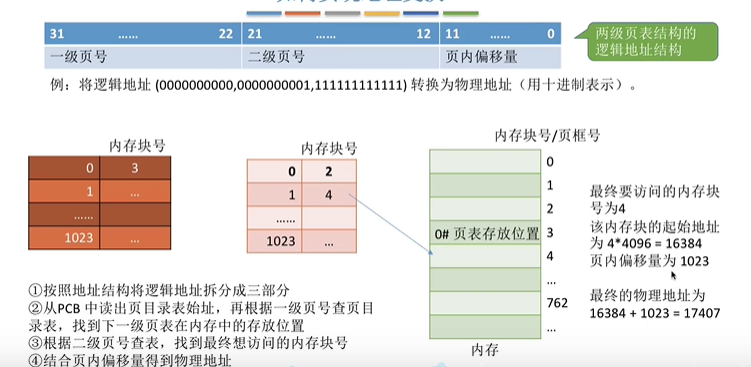 31 …… 22 21 …… 12 11 …… 0
一级页号 二级页号 页内偏移量
两级页表结构的
逻辑地址结构
例：将逻辑地址 (0000000000,0000000001,111111111111) 转换为物理地址（用十进制表示）。
内存块号
0 3
1 …
……
1023 …
内存块号
0 2
1 4
……
1023 …
内存块号/页框号
0
1
2
0# 页表存放位置 3
4
…
762
…
内存
最终要访问的内存块
号为4
该内存块的起始地址
为 4*4096 = 16384
页内偏移量为 1023
最终的物理地址为
16384 + 1023 = 17407
①按照地址结构将逻辑地址拆分成三部分
②从PCB 中读出页目录表始址，再根据一级页号查页目
录表，找到下一级页表在内存中的存放位置
③根据二级页号查表，找到最终想访问的内存块号
④结合页内偏移量得到物理地址